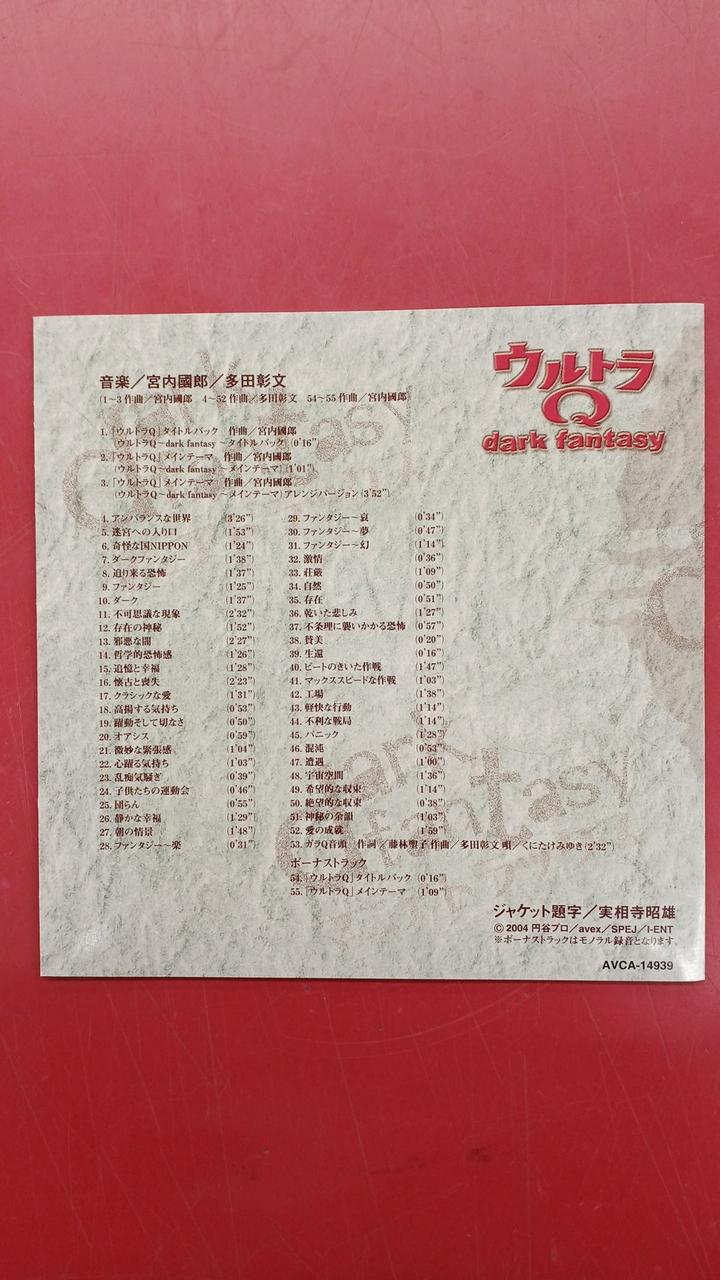 ウルトラ
Q
dark fantasy
音楽／宮内國郎／多田彰文
(1〜3 作曲／宮内國郎　4〜52 作曲／多田彰文　54〜55 作曲／宮内國郎)
1.「ウルトラQ」タイトルバック　作曲／宮内國郎
(ウルトラQ〜dark fantasy 〜タイトルバック) (0'16")
2.「ウルトラQ」メインテーマ　作曲／宮内國郎
(ウルトラQ〜dark fantasy 〜メインテーマ) (1'01")
3.「ウルトラQ」メインテーマ　作曲／宮内國郎
(ウルトラQ〜dark fantasy 〜メインテーマ) アレンジバージョン (3'52")
4. アンバランスな世界 (3'26")
5. 迷宮への入り口 (1'53")
6. 奇怪な国NIPPON (1'24")
7. ダークファンタジー (1'38")
8. 迫り来る恐怖 (1'37")
9. ファンタジー (1'25")
10. ダーク (1'37")
11. 不可思議な現象 (2'32")
12. 存在の神秘 (1'52")
13. 邪悪な闇 (2'27")
14. 哲学的恐怖感 (1'26")
15. 追憶と幸福 (1'28")
16. 懐古と喪失 (2'23")
17. クラシックな愛 (1'31")
18. 高揚する気持ち (0'53")
19. 躍動そして切なさ (0'50")
20. オアシス (0'59")
21. 微妙な緊張感 (1'04")
22. 心躍る気持ち (1'03")
23. 乱痴気騒ぎ (0'39")
24. 子供たちの運動会 (0'46")
25. 団らん (0'55")
26. 静かな幸福 (1'29")
27. 朝の情景 (1'48")
28. ファンタジー〜楽 (0'31")
29. ファンタジー〜哀 (0'34")
30. ファンタジー〜夢 (0'47")
31. ファンタジー〜幻 (1'14")
32. 激情 (0'36")
33. 荘厳 (1'09")
34. 自然 (0'50")
35. 存在 (0'51")
36. 乾いた悲しみ (1'27")
37. 不条理に襲いかかる恐怖 (0'57")
38. 賛美 (0'20")
39. 生還 (0'16")
40. ビートのきいた作戦 (1'47")
41. マックススピードな作戦 (1'03")
42. 工場 (1'38")
43. 軽快な行動 (1'14")
44. 不利な戦局 (1'14")
45. パニック (1'28")
46. 混沌 (0'53")
47. 遭遇 (1'00")
48. 宇宙空間 (1'36")
49. 希望的な収束 (1'14")
50. 絶望的な収束 (0'38")
51. 神秘の余韻 (1'03")
52. 愛の成就 (1'59")
53. ガラQ音頭　作詞／藤林聖子 作曲／多田彰文 唄／くにたけみゆき (2'32")
ボーナストラック
54.「ウルトラQ」タイトルバック (0'16")
55.「ウルトラQ」メインテーマ (1'09")
ジャケット題字／実相寺昭雄
© 2004 円谷プロ／avex／SPEJ／I-ENT
※ボーナストラックはモノラル録音となります。
AVCA-14939